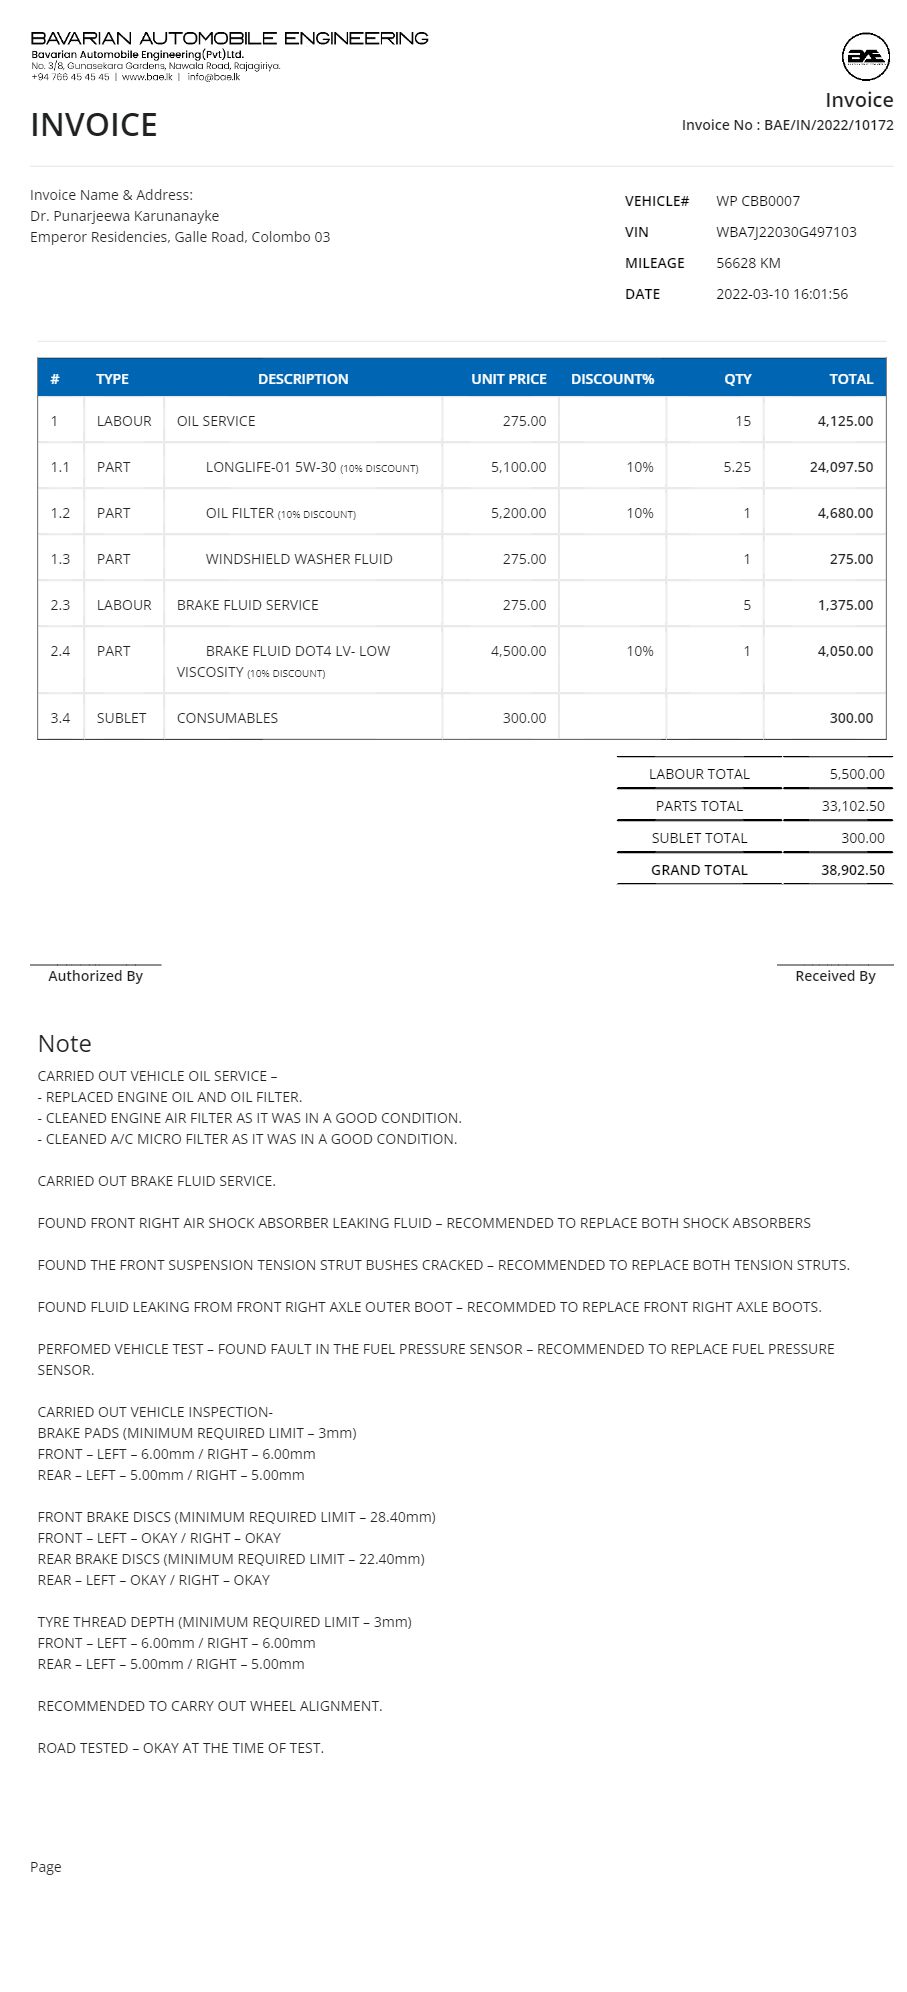 BAVARIAN AUTOMOBILE ENGINEERING
Bavarian Automobile Engineering(Pvt)Ltd.
No. 3/8, Gunasekara Gardens, Nawala Road, Rajagiriya.
+94 766 45 45 45 | www.bae.lk | info@bae.lk
BAE
Invoice
INVOICE
Invoice No : BAE/IN/2022/10172
Invoice Name & Address:
Dr. Punarjeewa Karunanayke
Emperor Residencies, Galle Road, Colombo 03
VEHICLE# WP CBB0007
VIN WBA7J22030G497103
MILEAGE 56628 KM
DATE 2022-03-10 16:01:56
# TYPE DESCRIPTION UNIT PRICE DISCOUNT% QTY TOTAL
1 LABOUR OIL SERVICE 275.00 15 4,125.00
1.1 PART LONGLIFE-01 5W-30 (10% DISCOUNT) 5,100.00 10% 5.25 24,097.50
1.2 PART OIL FILTER (10% DISCOUNT) 5,200.00 10% 1 4,680.00
1.3 PART WINDSHIELD WASHER FLUID 275.00 1 275.00
2.3 LABOUR BRAKE FLUID SERVICE 275.00 5 1,375.00
2.4 PART BRAKE FLUID DOT4 LV- LOW 4,500.00 10% 1 4,050.00
VISCOSITY (10% DISCOUNT)
3.4 SUBLET CONSUMABLES 300.00 300.00
LABOUR TOTAL 5,500.00
PARTS TOTAL 33,102.50
SUBLET TOTAL 300.00
GRAND TOTAL 38,902.50
Authorized By Received By
Note
CARRIED OUT VEHICLE OIL SERVICE –
- REPLACED ENGINE OIL AND OIL FILTER.
- CLEANED ENGINE AIR FILTER AS IT WAS IN A GOOD CONDITION.
- CLEANED A/C MICRO FILTER AS IT WAS IN A GOOD CONDITION.
CARRIED OUT BRAKE FLUID SERVICE.
FOUND FRONT RIGHT AIR SHOCK ABSORBER LEAKING FLUID – RECOMMENDED TO REPLACE BOTH SHOCK ABSORBERS
FOUND THE FRONT SUSPENSION TENSION STRUT BUSHES CRACKED – RECOMMENDED TO REPLACE BOTH TENSION STRUTS.
FOUND FLUID LEAKING FROM FRONT RIGHT AXLE OUTER BOOT – RECOMMDED TO REPLACE FRONT RIGHT AXLE BOOTS.
PERFOMED VEHICLE TEST – FOUND FAULT IN THE FUEL PRESSURE SENSOR – RECOMMENDED TO REPLACE FUEL PRESSURE
SENSOR.
CARRIED OUT VEHICLE INSPECTION-
BRAKE PADS (MINIMUM REQUIRED LIMIT – 3mm)
FRONT – LEFT – 6.00mm / RIGHT – 6.00mm
REAR – LEFT – 5.00mm / RIGHT – 5.00mm
FRONT BRAKE DISCS (MINIMUM REQUIRED LIMIT – 28.40mm)
FRONT – LEFT – OKAY / RIGHT – OKAY
REAR BRAKE DISCS (MINIMUM REQUIRED LIMIT – 22.40mm)
REAR – LEFT – OKAY / RIGHT – OKAY
TYRE THREAD DEPTH (MINIMUM REQUIRED LIMIT – 3mm)
FRONT – LEFT – 6.00mm / RIGHT – 6.00mm
REAR – LEFT – 5.00mm / RIGHT – 5.00mm
RECOMMENDED TO CARRY OUT WHEEL ALIGNMENT.
ROAD TESTED – OKAY AT THE TIME OF TEST.
Page